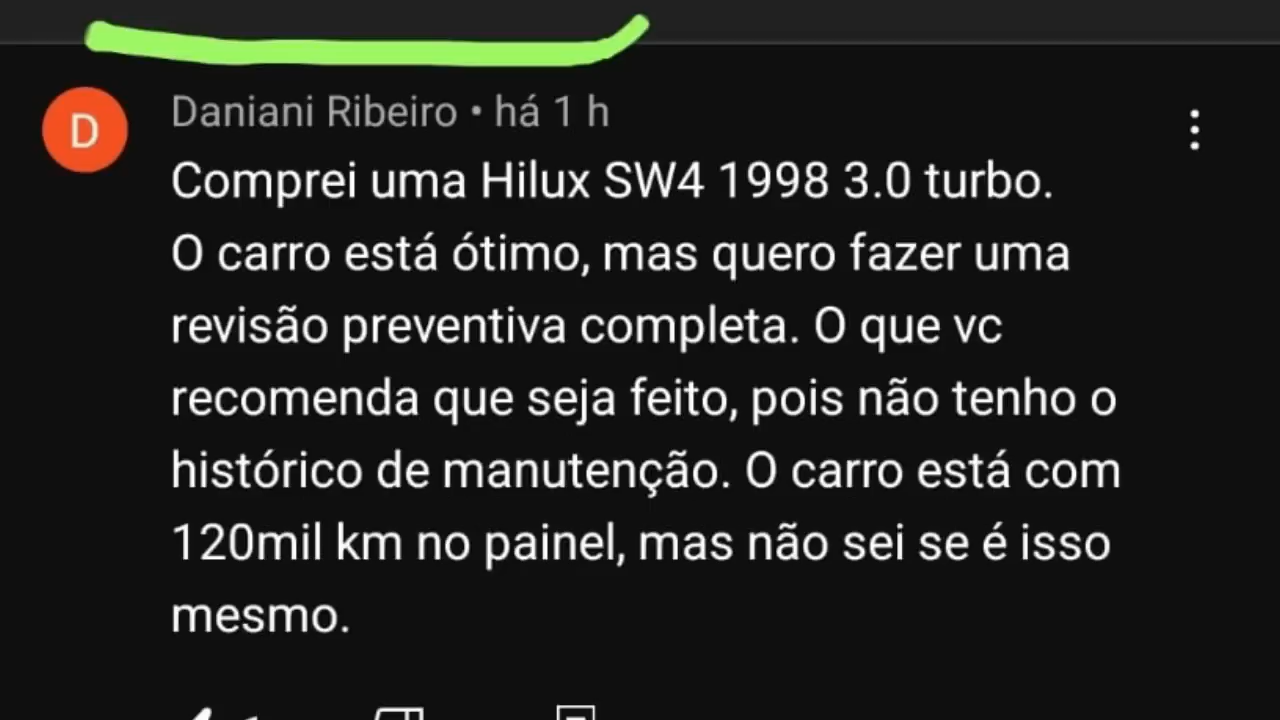 D
Daniani Ribeiro • há 1 h
Comprei uma Hilux SW4 1998 3.0 turbo.
O carro está ótimo, mas quero fazer uma
revisão preventiva completa. O que vc
recomenda que seja feito, pois não tenho o
histórico de manutenção. O carro está com
120mil km no painel, mas não sei se é isso
mesmo.